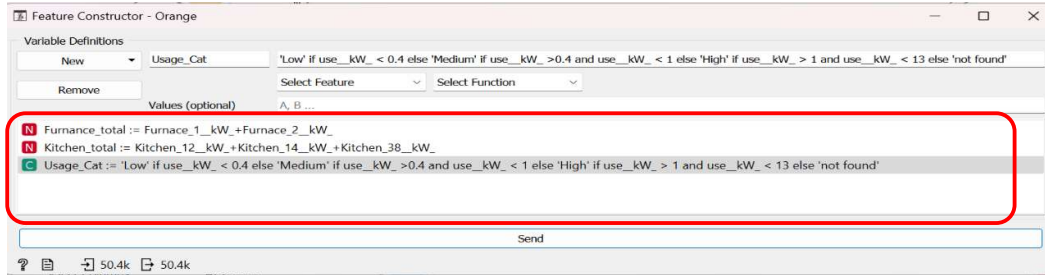 Feature Constructor - Orange
Variable Definitions
New Usage_Cat 'Low' if use__kW_ < 0.4 else 'Medium' if use__kW_ >0.4 and use__kW_ < 1 else 'High' if use__kW_ > 1 and use__kW_ < 13 else 'not found'
Remove Select Feature Select Function
Values (optional) A, B ...
N Furnance_total := Furnace_1__kW_+Furnace_2__kW_
N Kitchen_total := Kitchen_12__kW_+Kitchen_14__kW_+Kitchen_38__kW_
C Usage_Cat := 'Low' if use__kW_ < 0.4 else 'Medium' if use__kW_ >0.4 and use__kW_ < 1 else 'High' if use__kW_ > 1 and use__kW_ < 13 else 'not found'
Send
? 50.4k 50.4k